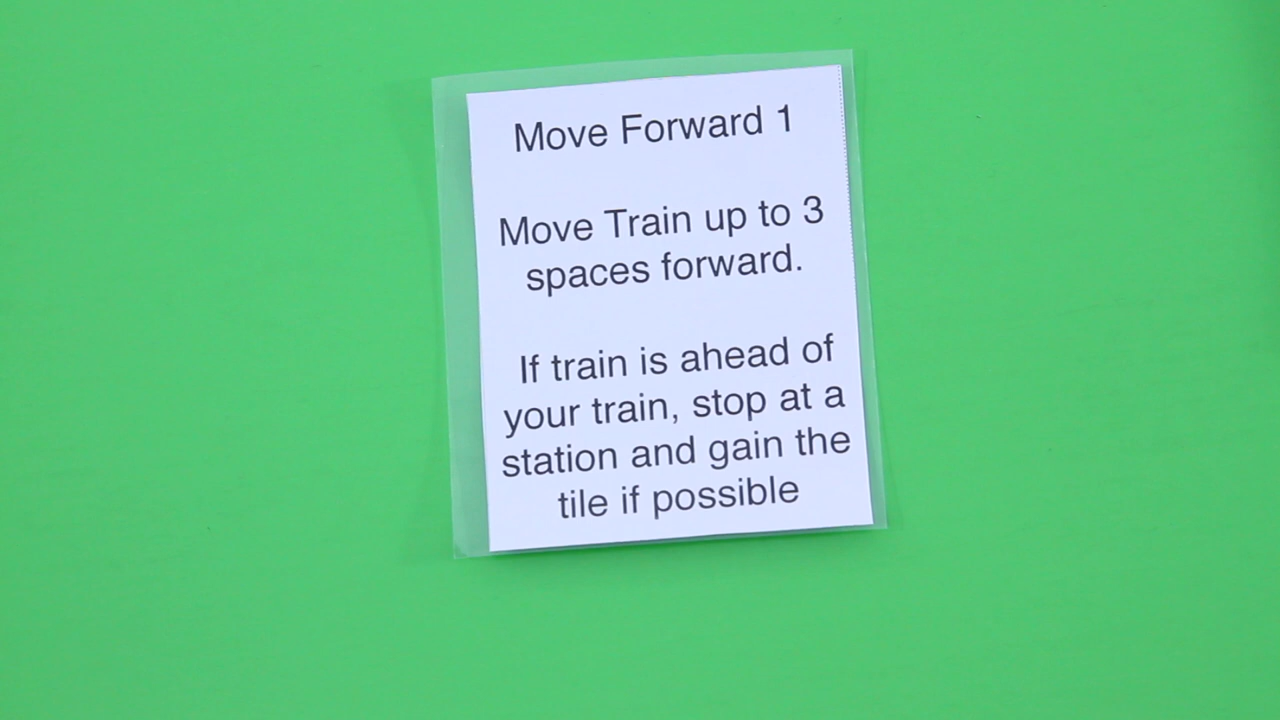 Move Forward 1
Move Train up to 3
spaces forward.
If train is ahead of
your train, stop at a
station and gain the
tile if possible